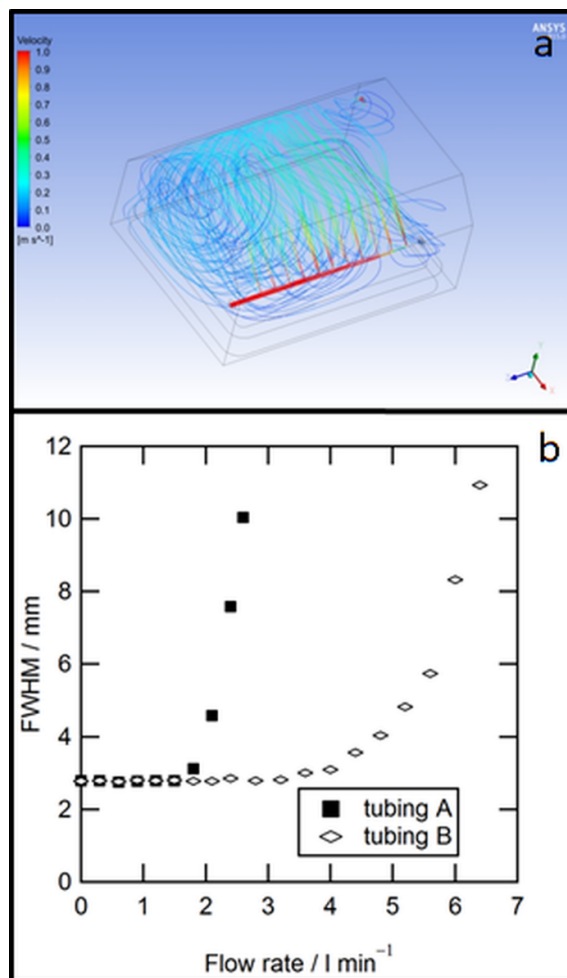 ANSYS
a
Velocity
1.0
0.9
0.8
0.7
0.6
0.5
0.4
0.3
0.2
0.1
0.0
[m s^-1]
Y
Z
X
b
12
10
8
6
4
2
0
FWHM / mm
tubing A
tubing B
0 1 2 3 4 5 6 7
Flow rate / l min⁻¹